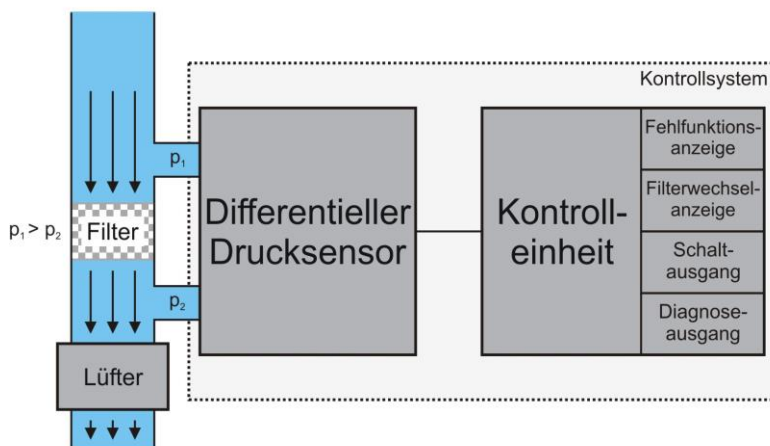 Kontrollsystem
p₁
p₁ > p₂
Filter
p₂
Lüfter
Differentieller
Drucksensor
Kontroll-
einheit
Fehlfunktions-
anzeige
Filterwechsel-
anzeige
Schalt-
ausgang
Diagnose-
ausgang